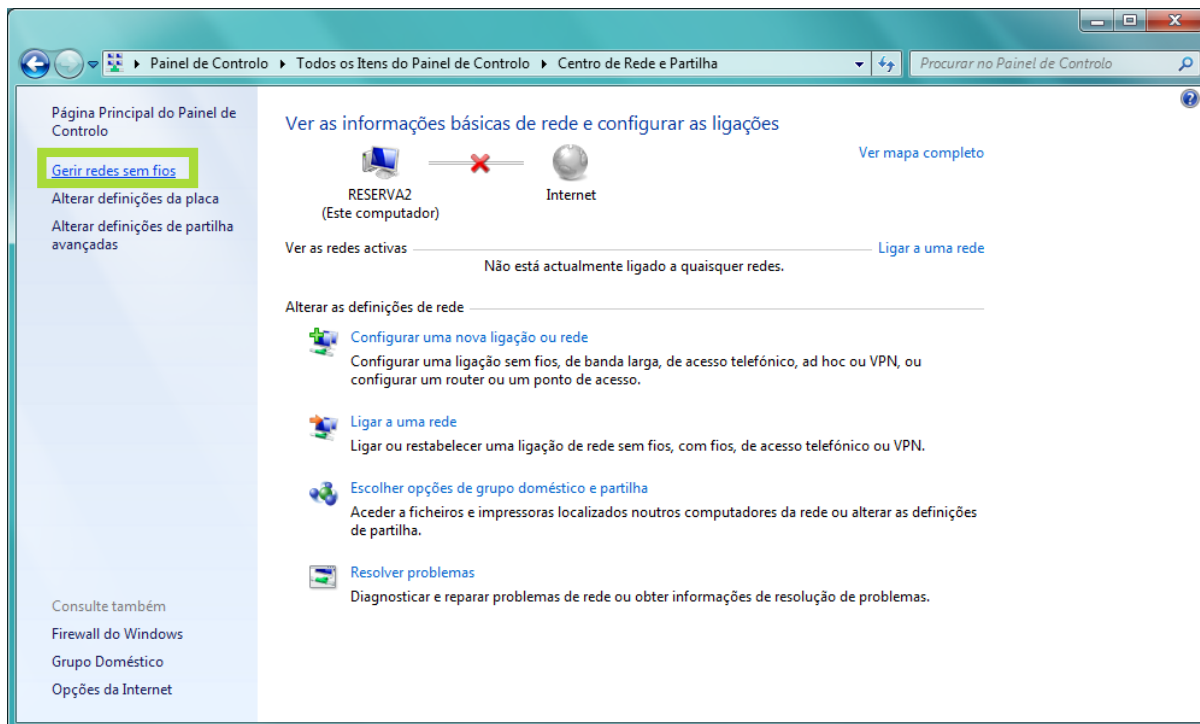 Painel de Controlo ▸ Todos os Itens do Painel de Controlo ▸ Centro de Rede e Partilha
Procurar no Painel de Controlo
Página Principal do Painel de
Controlo
Gerir redes sem fios
Alterar definições da placa
Alterar definições de partilha
avançadas
Ver as informações básicas de rede e configurar as ligações
Ver mapa completo
RESERVA2
(Este computador)
Internet
Ver as redes activas
Ligar a uma rede
Não está actualmente ligado a quaisquer redes.
Alterar as definições de rede
Configurar uma nova ligação ou rede
Configurar uma ligação sem fios, de banda larga, de acesso telefónico, ad hoc ou VPN, ou
configurar um router ou um ponto de acesso.
Ligar a uma rede
Ligar ou restabelecer uma ligação de rede sem fios, com fios, de acesso telefónico ou VPN.
Escolher opções de grupo doméstico e partilha
Aceder a ficheiros e impressoras localizados noutros computadores da rede ou alterar as definições
de partilha.
Resolver problemas
Diagnosticar e reparar problemas de rede ou obter informações de resolução de problemas.
Consulte também
Firewall do Windows
Grupo Doméstico
Opções da Internet